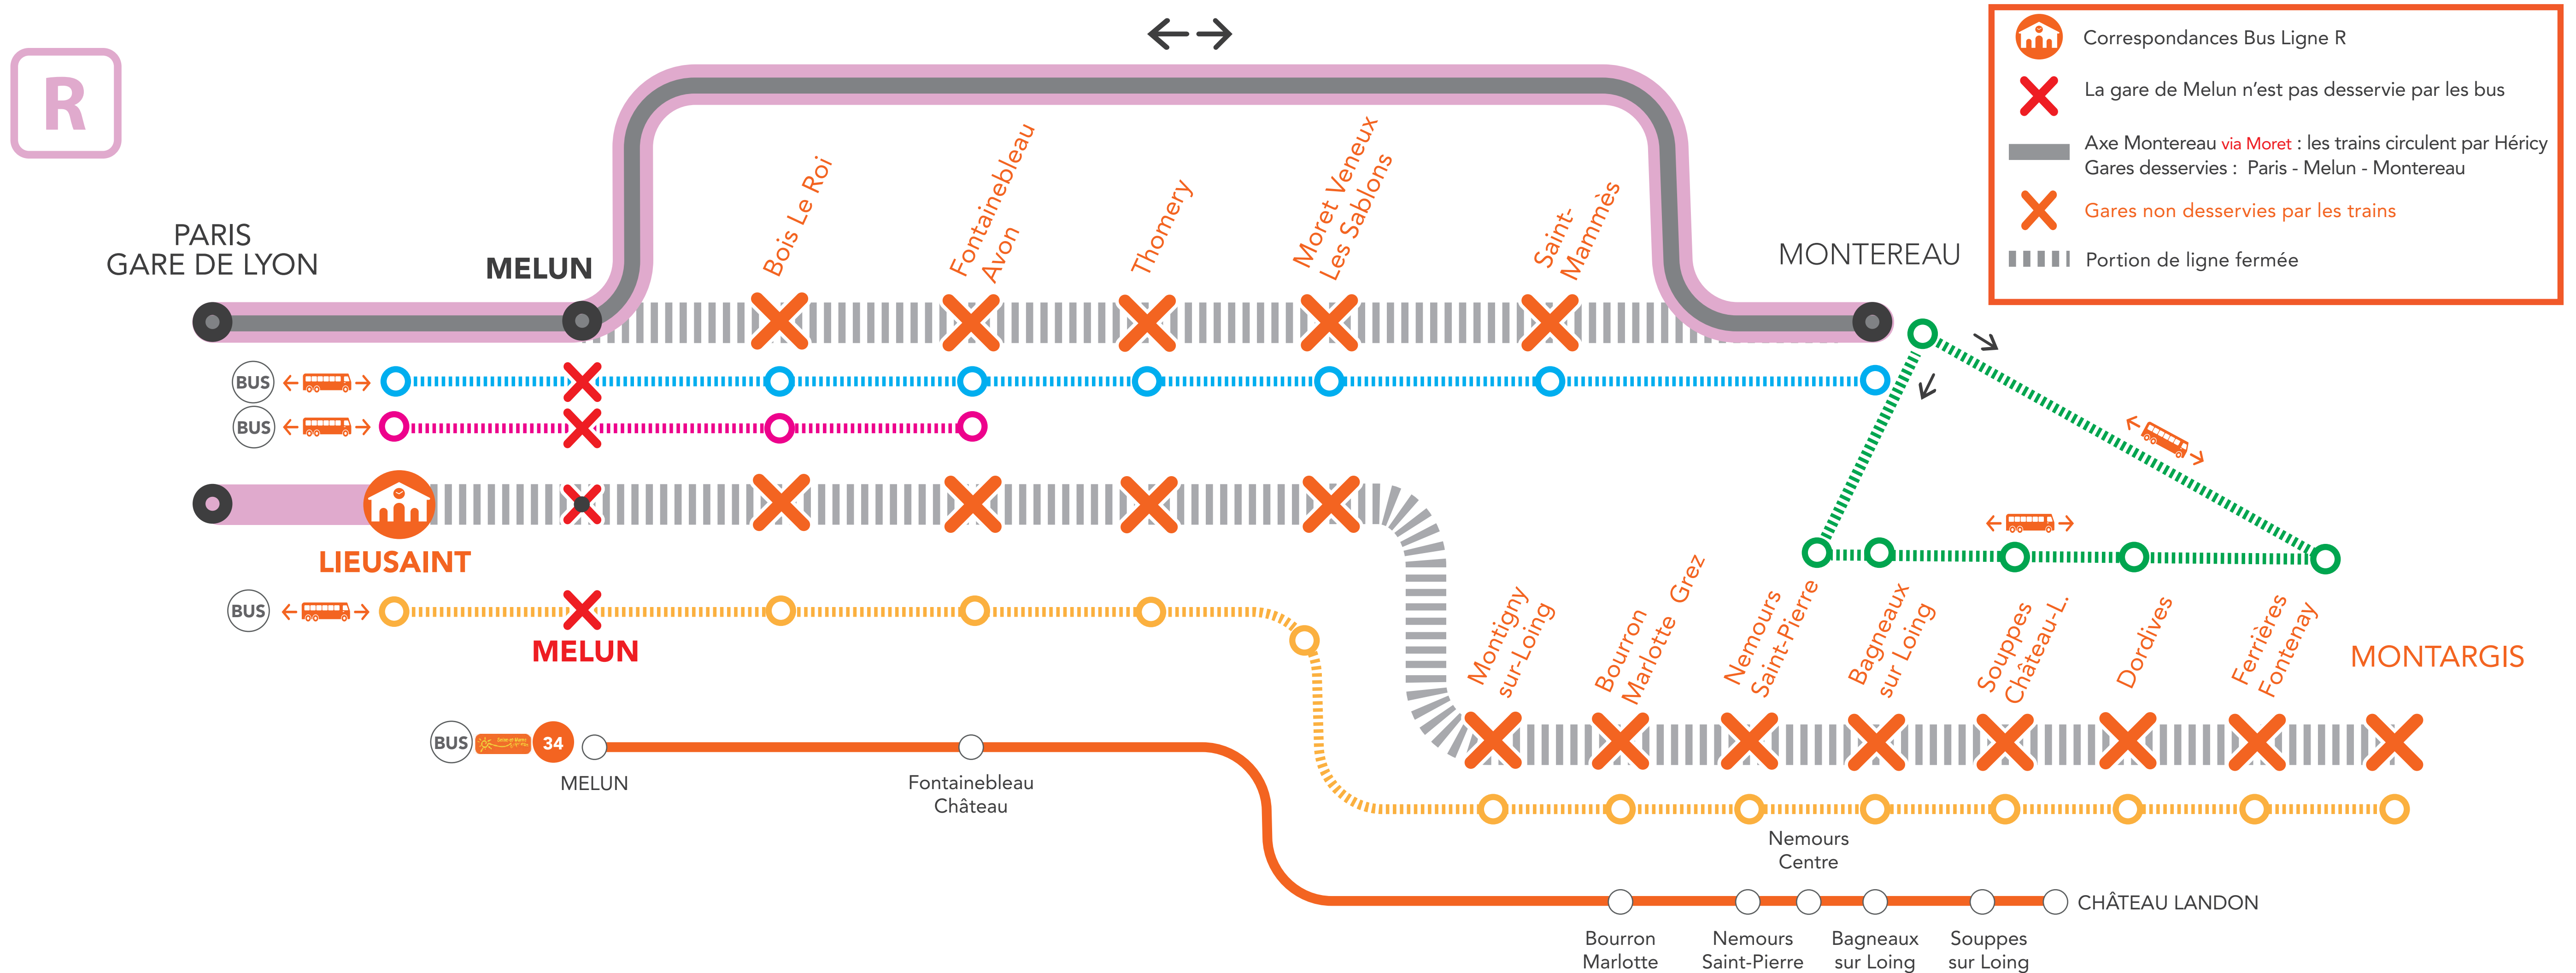 R
Correspondances Bus Ligne R
La gare de Melun n'est pas desservie par les bus
Axe Montereau via Moret : les trains circulent par Héricy
Gares desservies : Paris - Melun - Montereau
Gares non desservies par les trains
Portion de ligne fermée
PARIS
GARE DE LYON
MELUN
Bois Le Roi
Fontainebleau
Avon
Thomery
Moret Veneux
Les Sablons
Saint-
Mammès
MONTEREAU
BUS
BUS
LIEUSAINT
BUS
MELUN
Montigny
sur-Loing
Bourron
Marlotte Grez
Nemours
Saint-Pierre
Bagneaux
sur Loing
Souppes
Château-L.
Dordives
Ferrières
Fontenay
MONTARGIS
BUS
34
MELUN
Fontainebleau
Château
Nemours
Centre
CHÂTEAU LANDON
Bourron
Marlotte
Nemours
Saint-Pierre
Bagneaux
sur Loing
Souppes
sur Loing